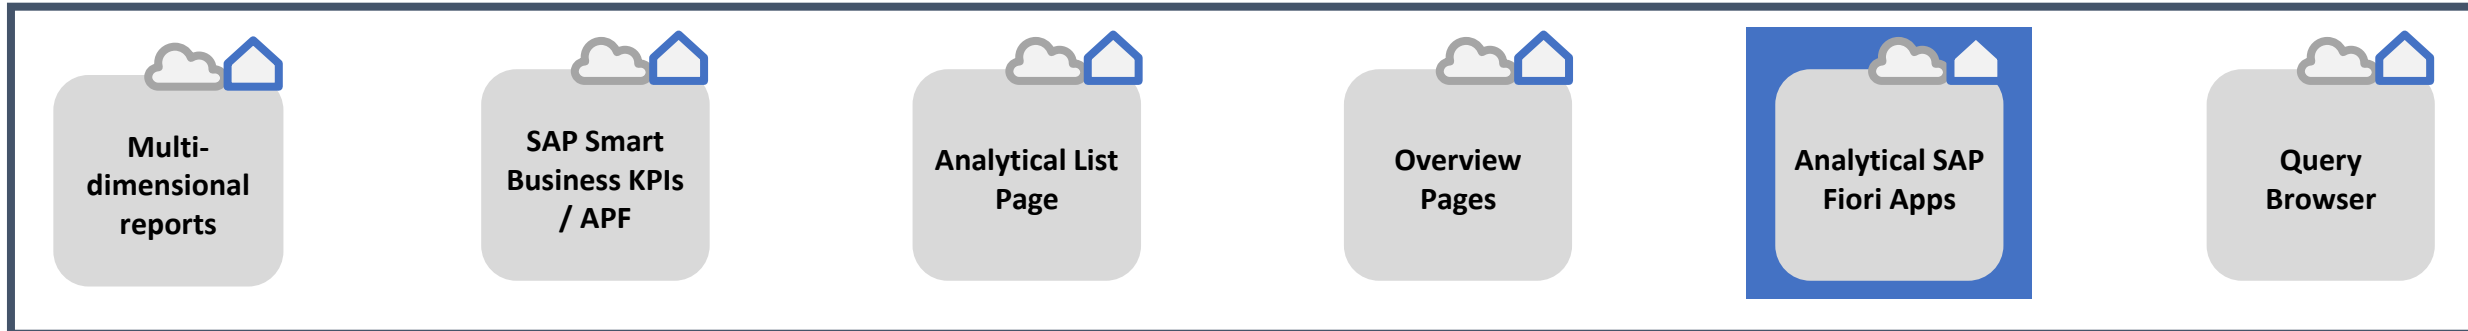 Multi-
dimensional
reports
SAP Smart
Business KPIs
/ APF
Analytical List
Page
Overview
Pages
Analytical SAP
Fiori Apps
Query
Browser